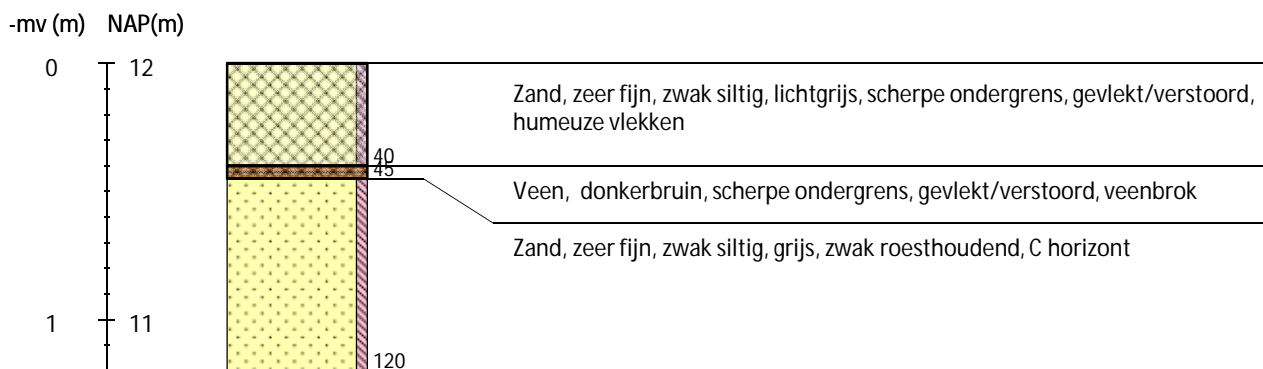 -mv (m) NAP(m)
0 12
Zand, zeer fijn, zwak siltig, lichtgrijs, scherpe ondergrens, gevlekt/verstoord,
humeuze vlekken
40
45
Veen, donkerbruin, scherpe ondergrens, gevlekt/verstoord, veenbrok
Zand, zeer fijn, zwak siltig, grijs, zwak roesthoudend, C horizont
1 11
120